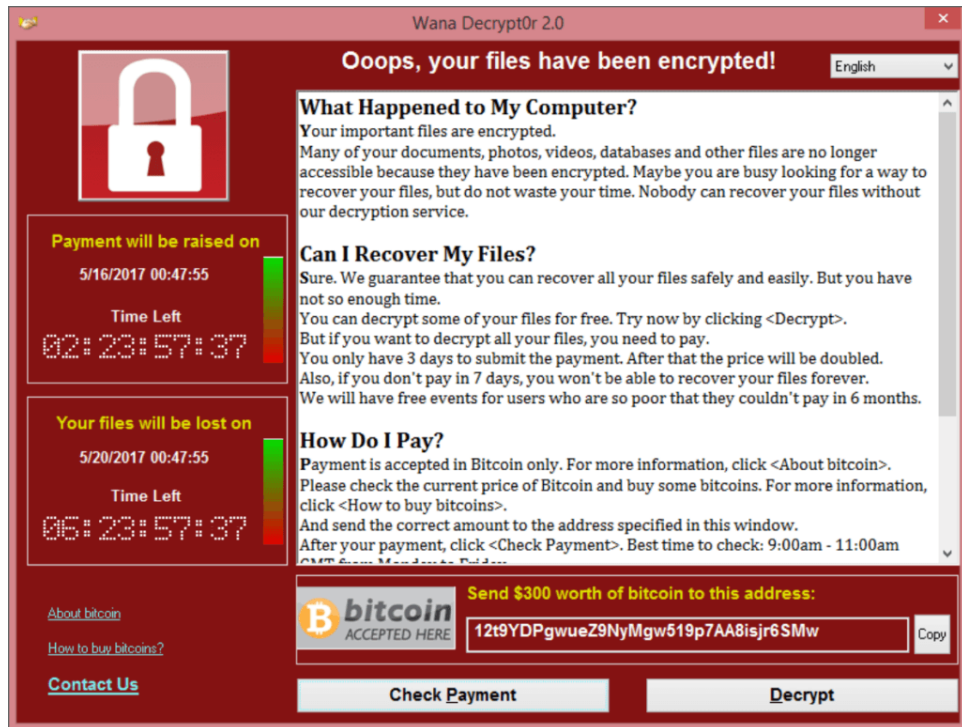 Wana Decrypt0r 2.0
Ooops, your files have been encrypted!
English
Payment will be raised on
5/16/2017 00:47:55
Time Left
02:23:57:37
Your files will be lost on
5/20/2017 00:47:55
Time Left
06:23:57:37
About bitcoin
How to buy bitcoins?
Contact Us
What Happened to My Computer?
Your important files are encrypted.
Many of your documents, photos, videos, databases and other files are no longer
accessible because they have been encrypted. Maybe you are busy looking for a way to
recover your files, but do not waste your time. Nobody can recover your files without
our decryption service.
Can I Recover My Files?
Sure. We guarantee that you can recover all your files safely and easily. But you have
not so enough time.
You can decrypt some of your files for free. Try now by clicking <Decrypt>.
But if you want to decrypt all your files, you need to pay.
You only have 3 days to submit the payment. After that the price will be doubled.
Also, if you don't pay in 7 days, you won't be able to recover your files forever.
We will have free events for users who are so poor that they couldn't pay in 6 months.
How Do I Pay?
Payment is accepted in Bitcoin only. For more information, click <About bitcoin>.
Please check the current price of Bitcoin and buy some bitcoins. For more information,
click <How to buy bitcoins>.
And send the correct amount to the address specified in this window.
After your payment, click <Check Payment>. Best time to check: 9:00am - 11:00am
GMT from Monday to Friday.
bitcoin
ACCEPTED HERE
Send $300 worth of bitcoin to this address:
12t9YDPgwueZ9NyMgw519p7AA8isjr6SMw
Copy
Check Payment
Decrypt